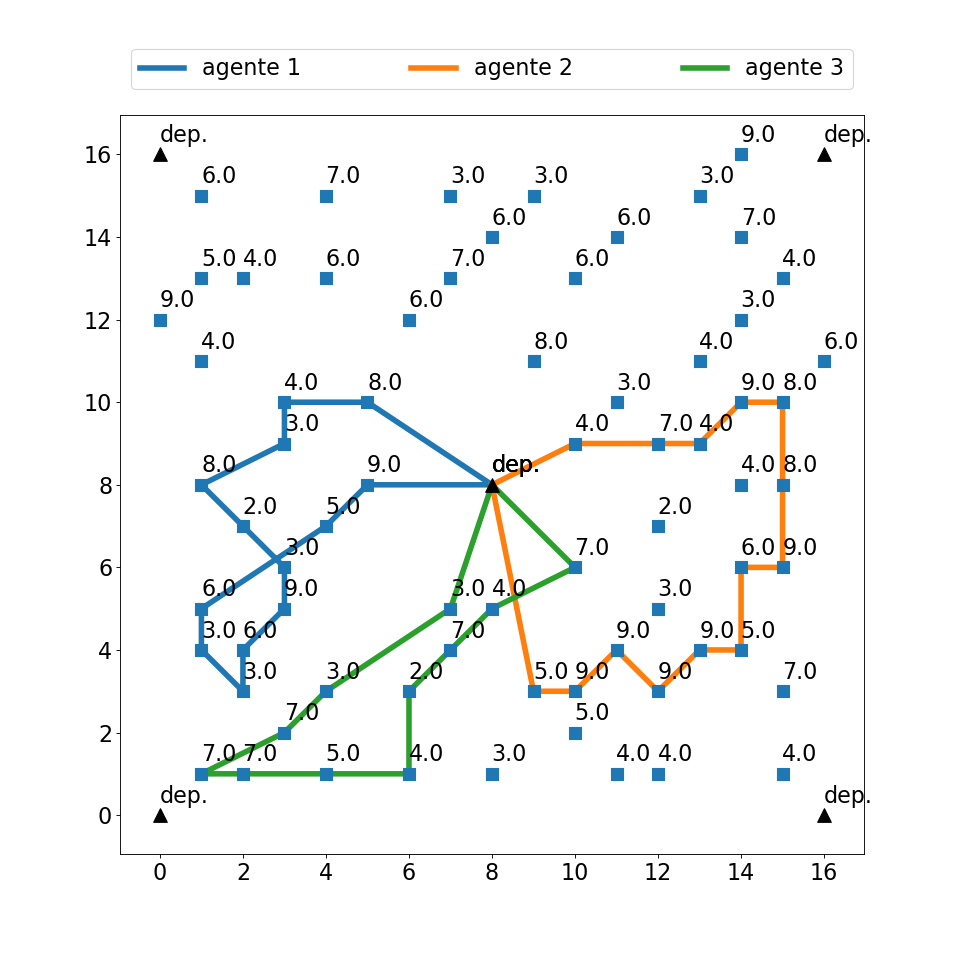 agente 1 agente 2 agente 3
dep. 9.0 dep.
16
6.0 7.0 3.0 3.0 3.0
6.0 6.0 7.0
14
5.0 4.0 6.0 7.0 6.0 4.0
9.0 6.0 3.0
12
4.0 8.0 4.0 6.0
4.0 8.0 3.0 9.0 8.0
10
3.0 4.0 7.0 4.0
8.0 9.0 dep. 4.0 8.0
8
2.0 5.0 2.0
3.0 7.0 6.0 9.0
6
6.0 9.0 3.0 4.0 3.0
3.0 6.0 7.0 9.0 9.0 5.0
4
3.0 3.0 2.0 5.0 9.0 9.0 7.0
7.0 5.0
2
7.0 7.0 5.0 4.0 3.0 4.0 4.0 4.0
dep. dep.
0
0 2 4 6 8 10 12 14 16